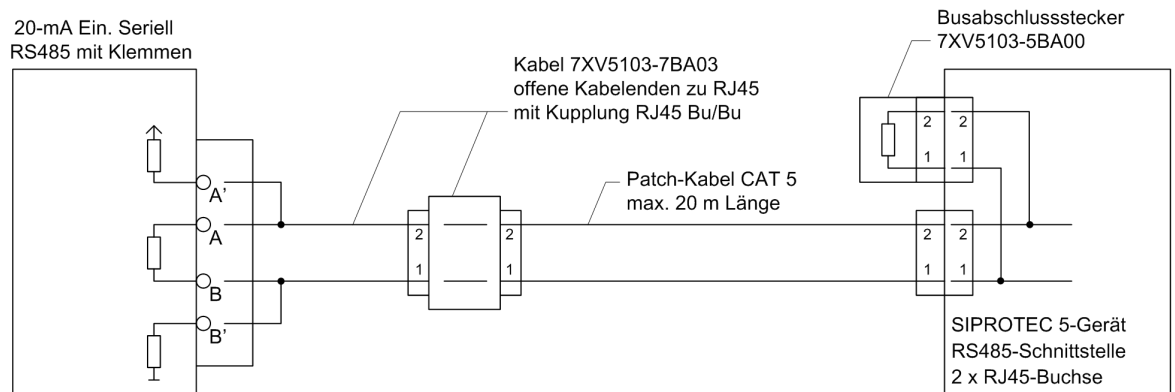 20-mA Ein. Seriell
RS485 mit Klemmen
Busabschlussstecker
7XV5103-5BA00
Kabel 7XV5103-7BA03
offene Kabelenden zu RJ45
mit Kupplung RJ45 Bu/Bu
Patch-Kabel CAT 5
max. 20 m Länge
2 2
1 1
A'
A
B
B'
2 2
1 1
2 2
1 1
SIPROTEC 5-Gerät
RS485-Schnittstelle
2 x RJ45-Buchse